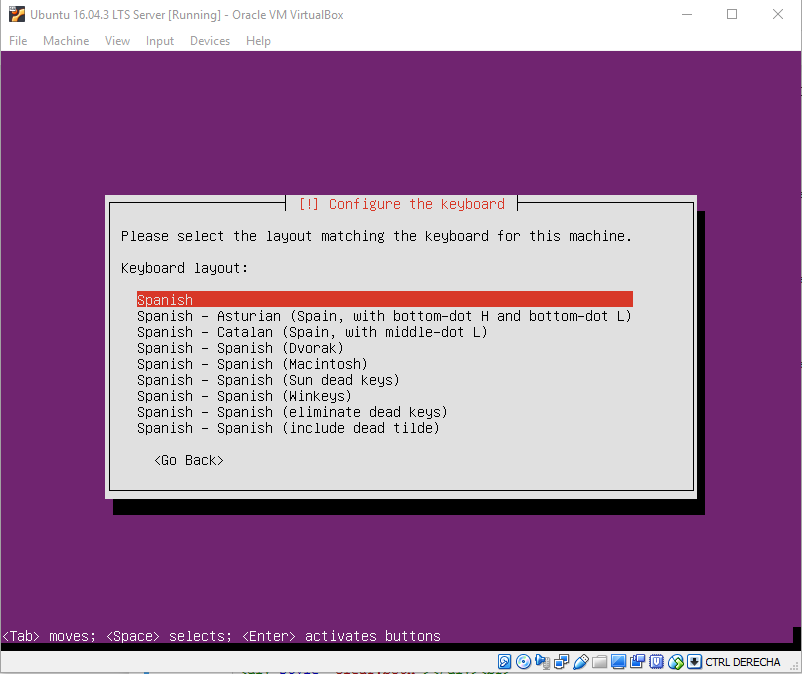 Ubuntu 16.04.3 LTS Server [Running] - Oracle VM VirtualBox
File Machine View Input Devices Help
[!] Configure the keyboard
Please select the layout matching the keyboard for this machine.
Keyboard layout:
Spanish
Spanish - Asturian (Spain, with bottom-dot H and bottom-dot L)
Spanish - Catalan (Spain, with middle-dot L)
Spanish - Spanish (Dvorak)
Spanish - Spanish (Macintosh)
Spanish - Spanish (Sun dead keys)
Spanish - Spanish (Winkeys)
Spanish - Spanish (eliminate dead keys)
Spanish - Spanish (include dead tilde)
<Go Back>
<Tab> moves; <Space> selects; <Enter> activates buttons
CTRL DERECHA